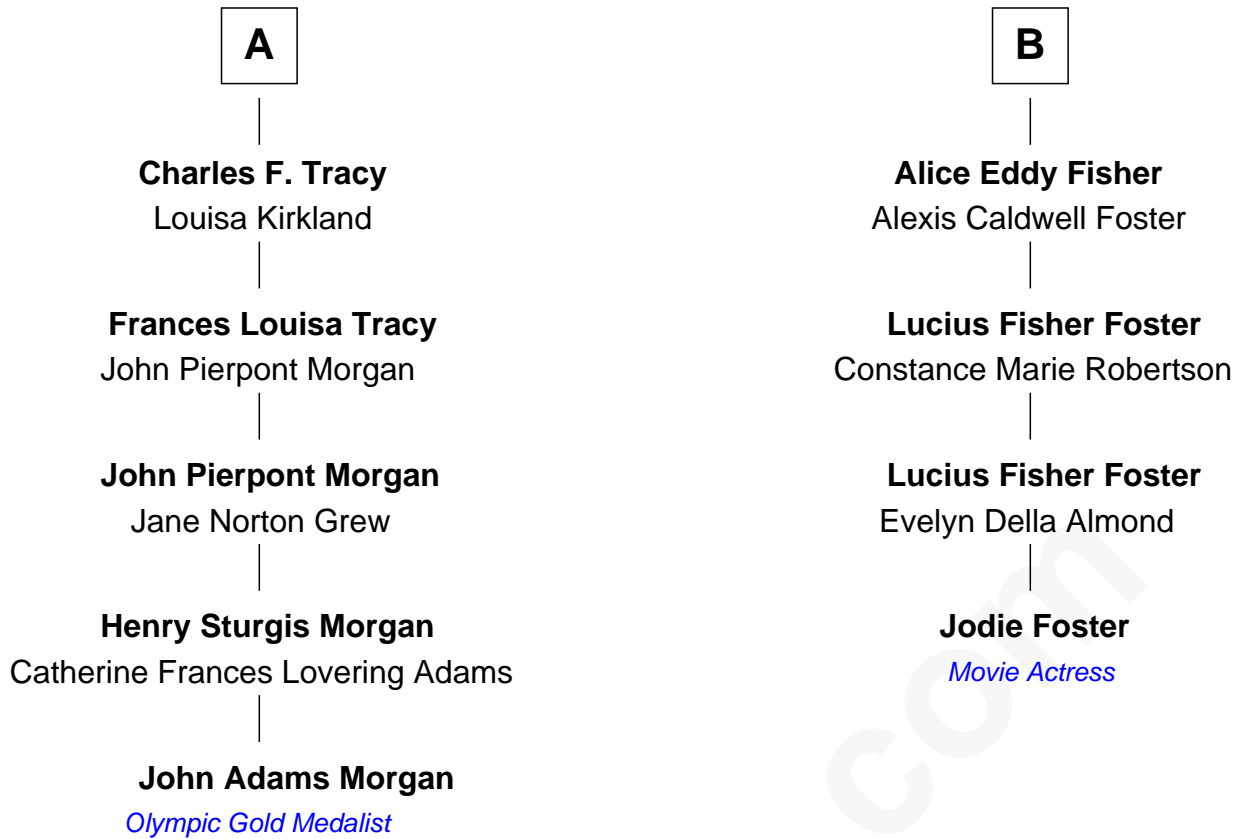 A
Charles F. Tracy
Louisa Kirkland
Frances Louisa Tracy
John Pierpont Morgan
John Pierpont Morgan
Jane Norton Grew
Henry Sturgis Morgan
Catherine Frances Lovering Adams
John Adams Morgan
Olympic Gold Medalist
B
Alice Eddy Fisher
Alexis Caldwell Foster
Lucius Fisher Foster
Constance Marie Robertson
Lucius Fisher Foster
Evelyn Della Almond
Jodie Foster
Movie Actress
com